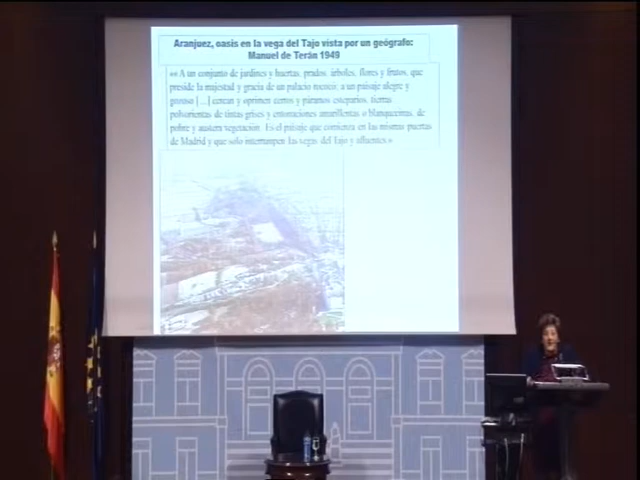 Aranjuez, oasis en la vega del Tajo vista por un geógrafo:
Manuel de Terán 1949
«A un conjunto de jardines y huertas, prados, árboles, flores y frutos, que
preside la majestad y gracia de un palacio rococó; a un paisaje alegre y
[...] cercan y oprimen cerros y páramos esteparios, tierras
polvorientas de tintas grises y entonaciones amarillentas o blanquecinas, de
pobre y austera vegetación. Es el paisaje que comienza en las mismas puertas
de Madrid y que solo interrumpen las vegas del Tajo y afluentes.»